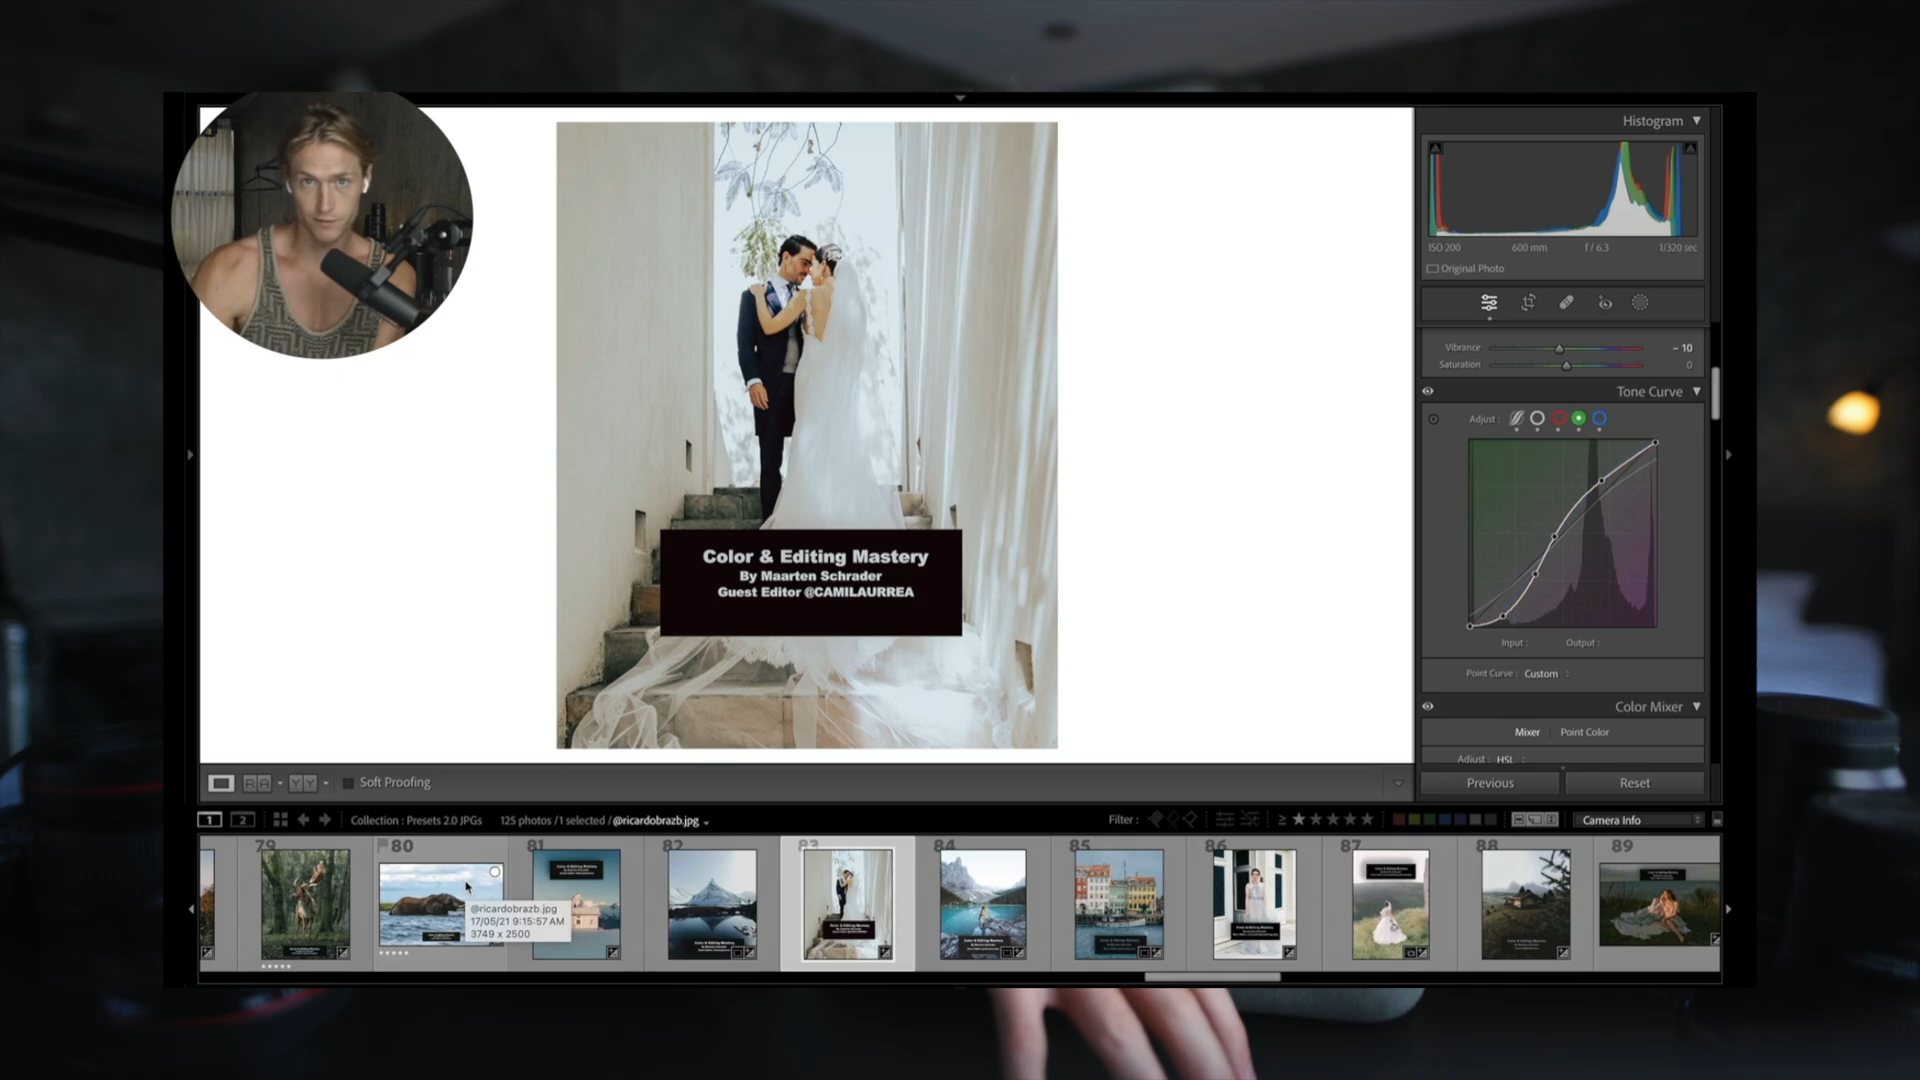 Histogram
ISO 200 600 mm f / 6.3 1/320 sec
Original Photo
Vibrance – 10
Saturation 0
Tone Curve
Adjust :
Input : Output :
Point Curve : Custom
Color Mixer
Mixer Point Color
Adjust : HSL
Previous Reset
Color & Editing Mastery
By Maarten Schrader
Guest Editor @CAMILAURREA
Soft Proofing
1 2 Collection : Presets 2.0 JPGs 125 photos /1 selected / @ricardobrazb.jpg Filter : Camera Info
79 80 81 82 83 84 85 86 87 88 89
@ricardobrazb.jpg
17/05/21 9:15:57 AM
3749 x 2500